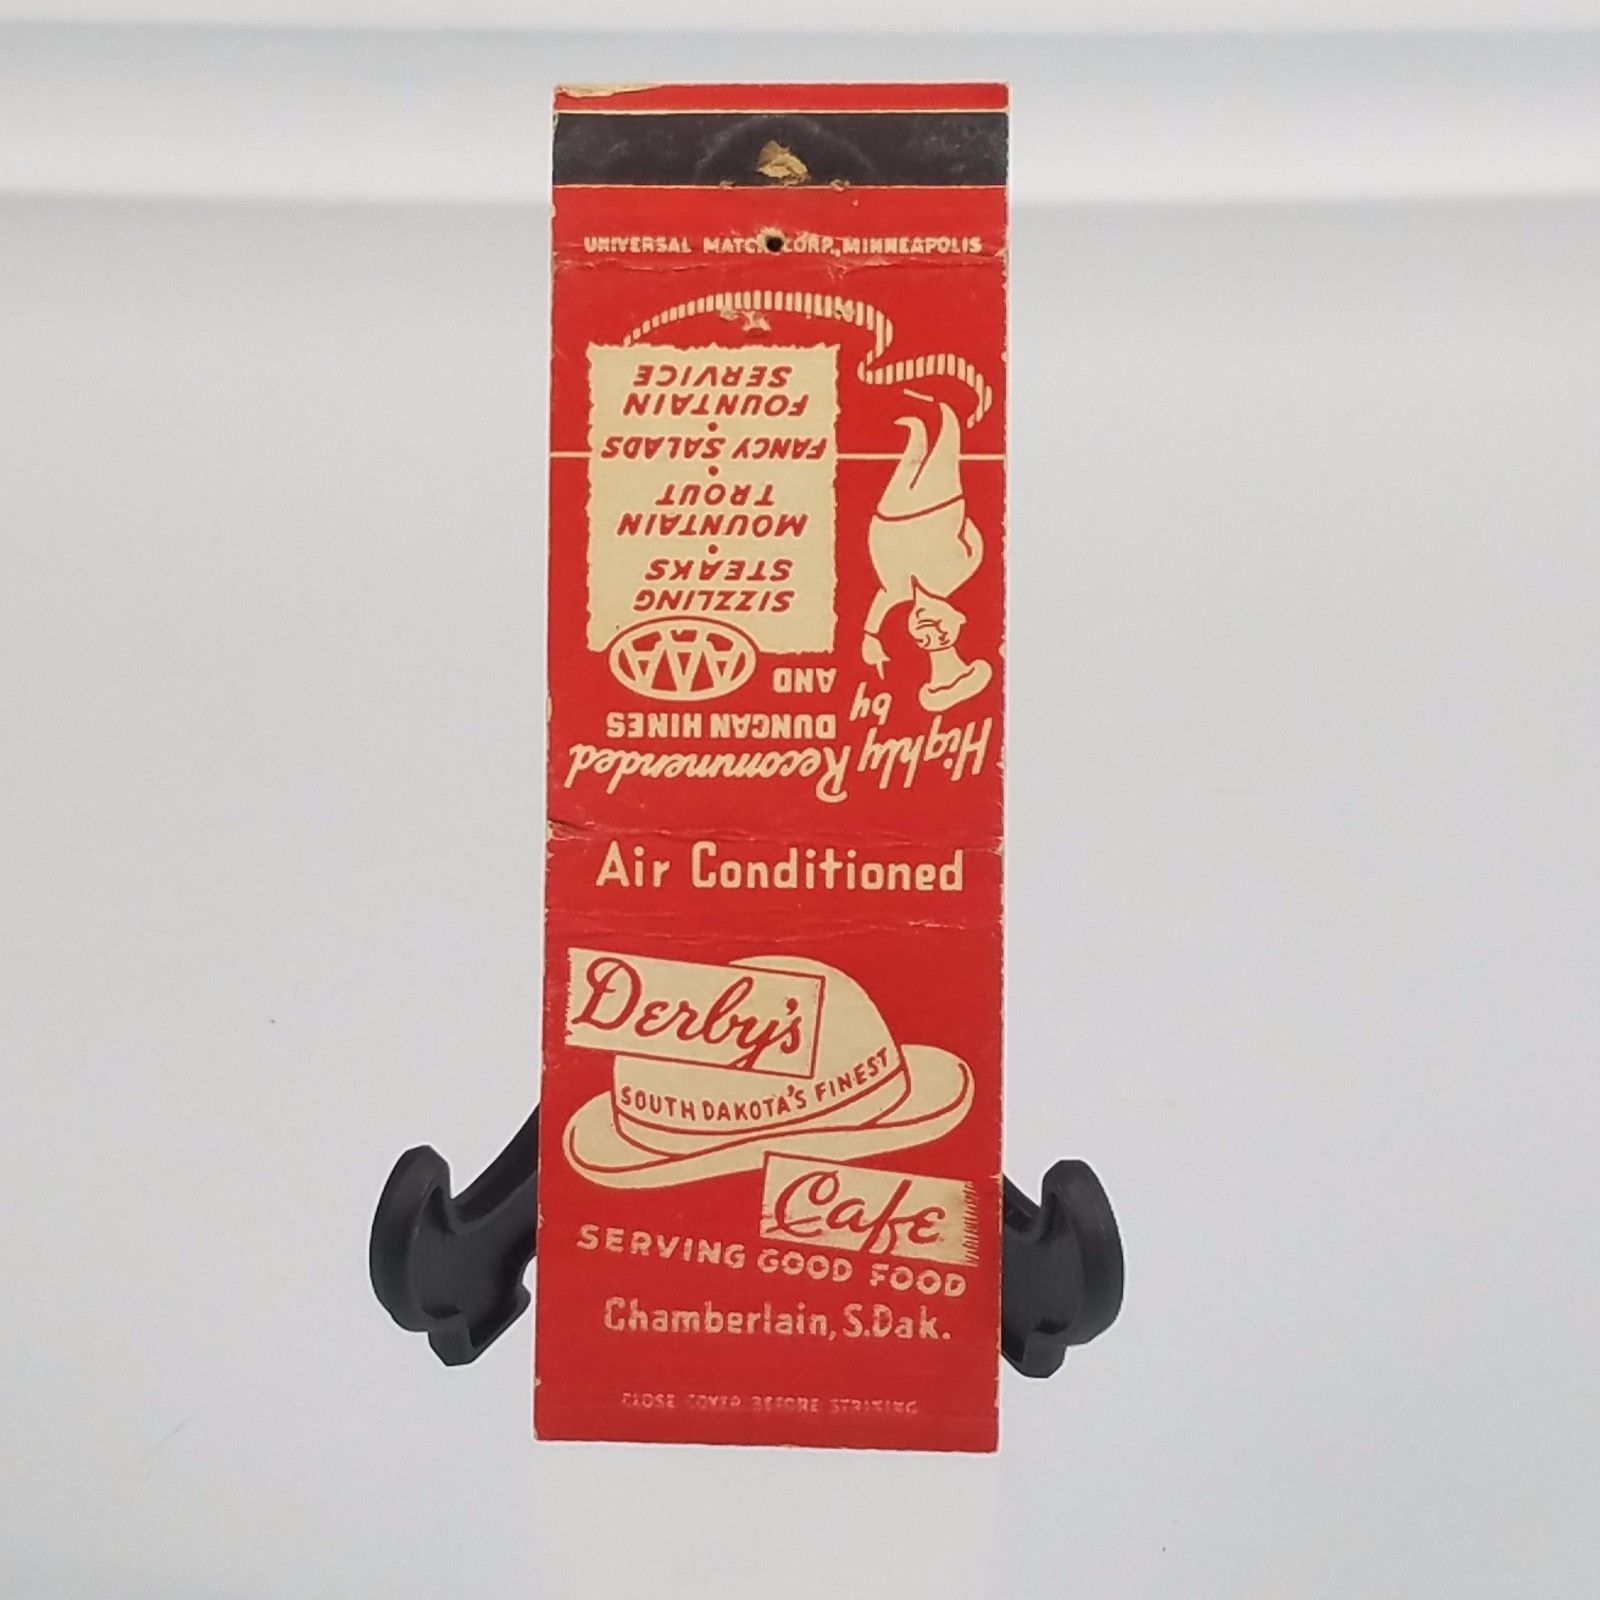 UNIVERSAL MATCH CORP., MINNEAPOLIS
Highly Recommended
by DUNCAN HINES
AND AAA
SIZZLING
STEAKS
•
MOUNTAIN
TROUT
•
FANCY SALADS
•
FOUNTAIN
SERVICE
Air Conditioned
Derby's
SOUTH DAKOTA'S FINEST
Cafe
SERVING GOOD FOOD
Chamberlain, S.Dak.
CLOSE COVER BEFORE STRIKING